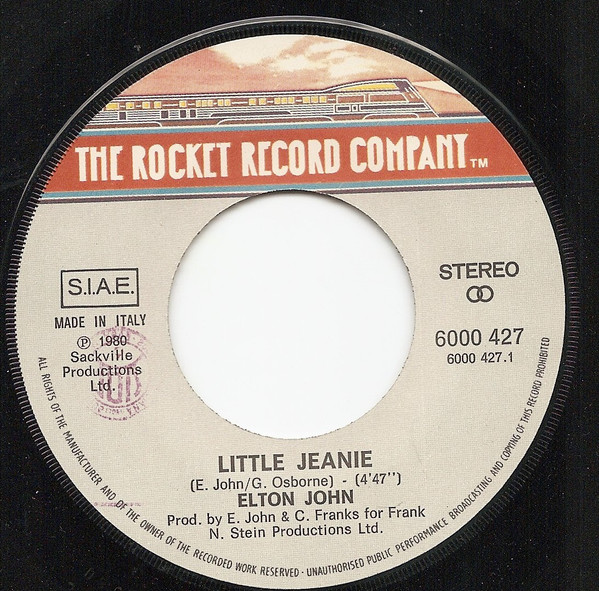 THE ROCKET RECORD COMPANY TM
S.I.A.E.
MADE IN ITALY
℗ 1980
Sackville
Productions
Ltd.
STEREO
6000 427
6000 427.1
LITTLE JEANIE
(E. John/G. Osborne) - (4'47'')
ELTON JOHN
Prod. by E. John & C. Franks for Frank
N. Stein Productions Ltd.
ALL RIGHTS OF THE MANUFACTURER AND OF THE OWNER OF THE RECORDED WORK RESERVED - UNAUTHORISED PUBLIC PERFORMANCE BROADCASTING AND COPYING OF THIS RECORD PROHIBITED